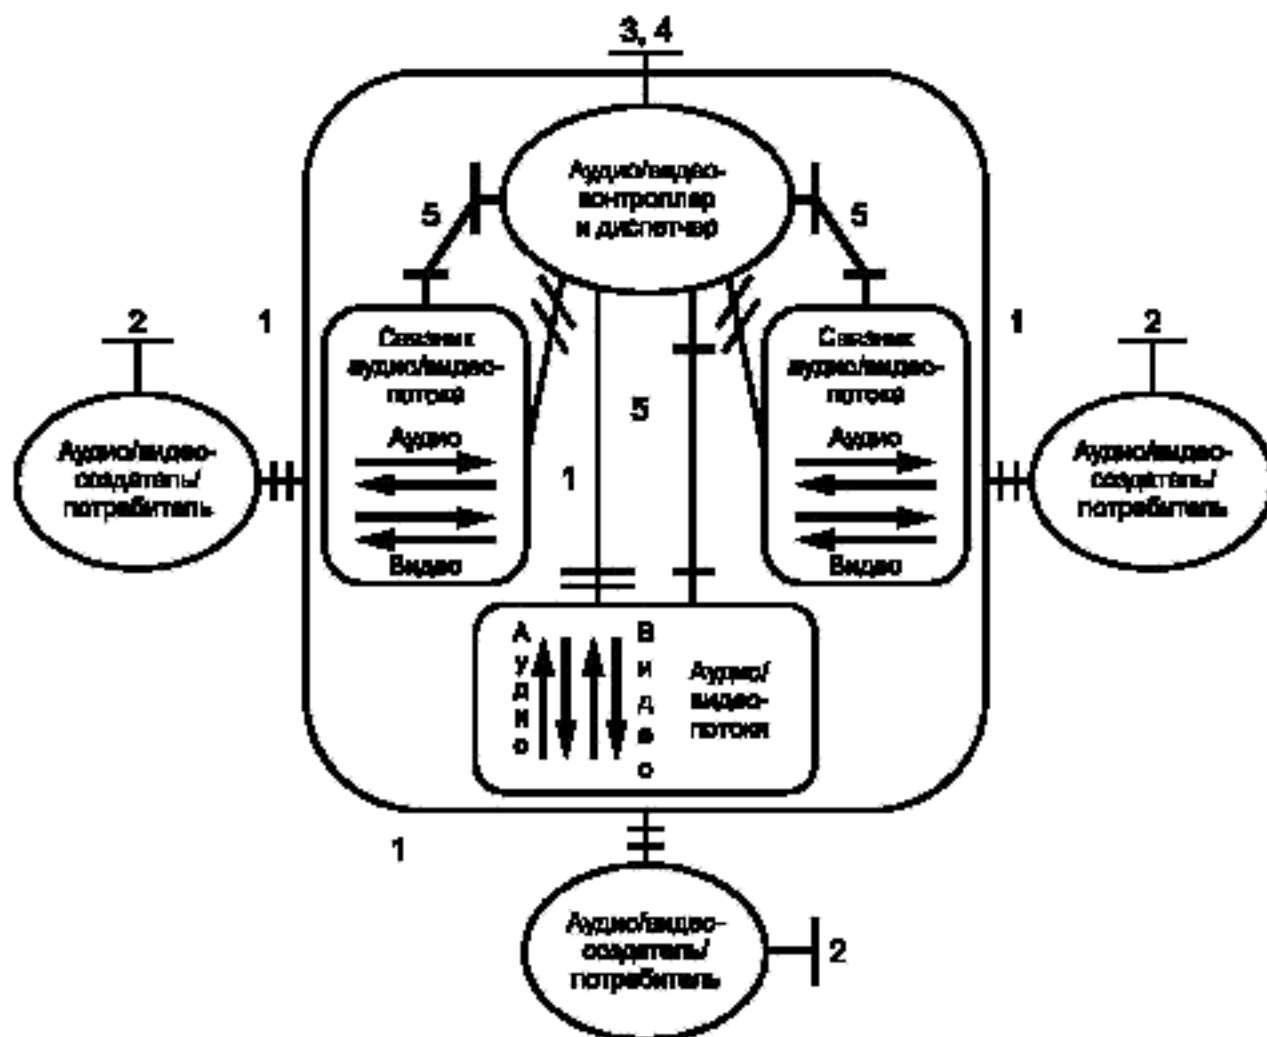 3, 4
Аудио/видео-
контроллер
и диспетчер
5
5
1
1
2
2
Связник
аудио/видео-
потока
Аудио
Видео
Связник
аудио/видео-
потока
Аудио
Видео
5
1
Аудио/видео-
создатель/
потребитель
Аудио/видео-
создатель/
потребитель
Аудио
Видео
Аудио/
видео-
потоки
1
Аудио/видео-
создатель/
потребитель
2